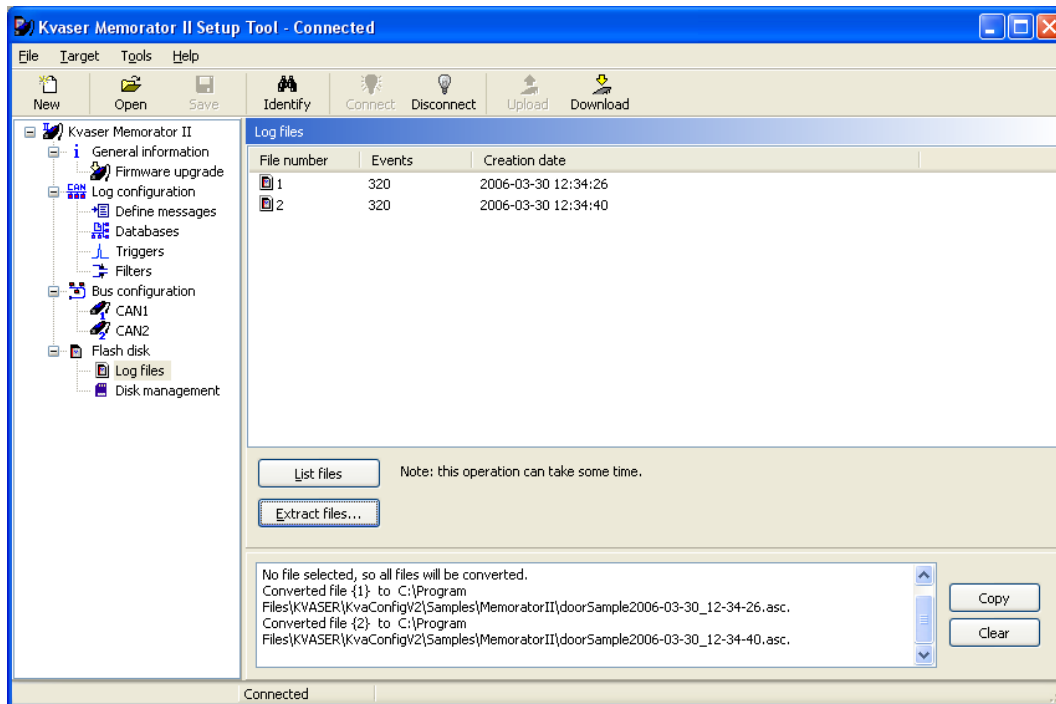 Kvaser Memorator II Setup Tool - Connected
File Target Tools Help
New Open Save Identify Connect Disconnect Upload Download
Kvaser Memorator II
General information
Firmware upgrade
CAN Log configuration
Define messages
Databases
Triggers
Filters
Bus configuration
1 CAN1
2 CAN2
Flash disk
Log files
Disk management
Log files
File number Events Creation date
1 320 2006-03-30 12:34:26
2 320 2006-03-30 12:34:40
List files Note: this operation can take some time.
Extract files...
No file selected, so all files will be converted.
Converted file {1} to C:\Program
Files\KVASER\KvaConfigV2\Samples\MemoratorII\doorSample2006-03-30_12-34-26.asc.
Converted file {2} to C:\Program
Files\KVASER\KvaConfigV2\Samples\MemoratorII\doorSample2006-03-30_12-34-40.asc.
Copy
Clear
Connected